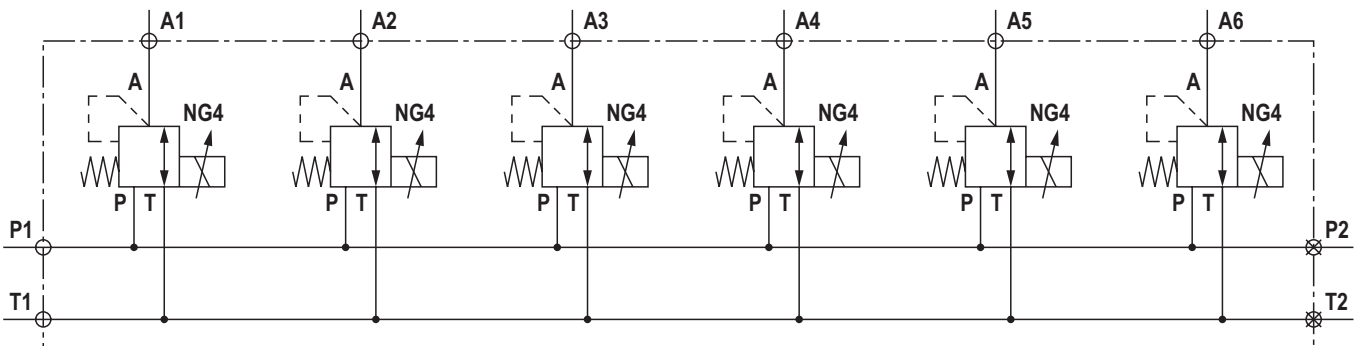 A1 A2 A3 A4 A5 A6
A A A A A A
NG4 NG4 NG4 NG4 NG4 NG4
P T P T P T P T P T P T
P1 P2
T1 T2